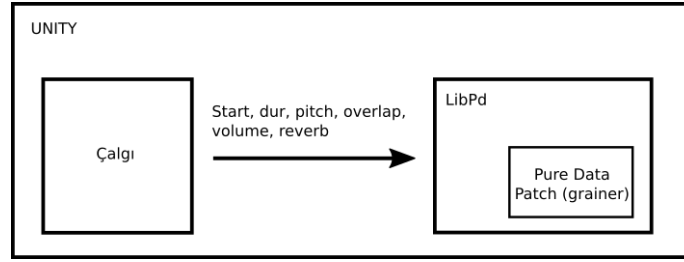 UNITY
Çalgı
Start, dur, pitch, overlap,
volume, reverb
LibPd
Pure Data
Patch (grainer)